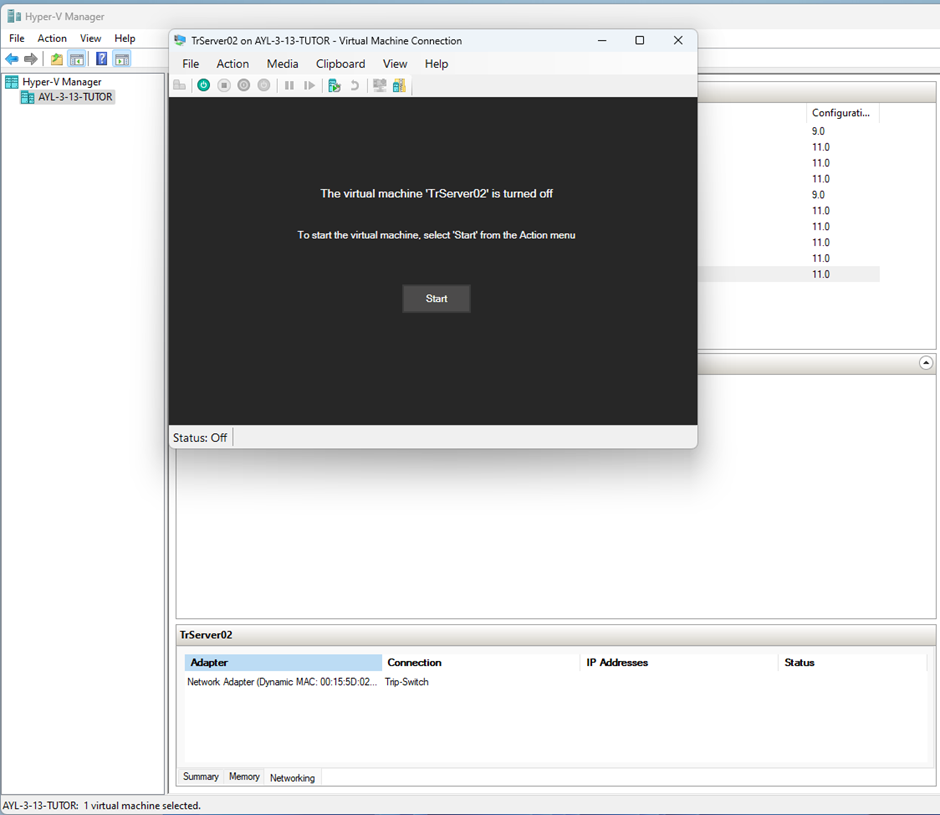 Hyper-V Manager
File Action View Help
Hyper-V Manager
AYL-3-13-TUTOR
TrServer02 on AYL-3-13-TUTOR - Virtual Machine Connection
File Action Media Clipboard View Help
The virtual machine 'TrServer02' is turned off
To start the virtual machine, select 'Start' from the Action menu
Start
Status: Off
Configurati...
9.0
11.0
11.0
11.0
9.0
11.0
11.0
11.0
11.0
11.0
TrServer02
Adapter Connection IP Addresses Status
Network Adapter (Dynamic MAC: 00:15:5D:02... Trip-Switch
Summary Memory Networking
AYL-3-13-TUTOR: 1 virtual machine selected.